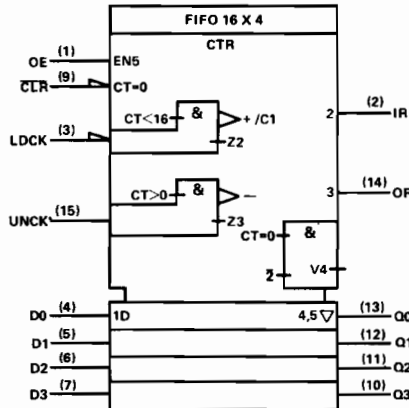 FIFO 16 X 4
CTR
OE (1) EN5
CLR (9) CT=0
CT<16 & +/C1
2 (2) IR
LDCK (3) Z2
CT>0 & −
3 (14) OR
UNCK (15) Z3
CT=0 &
2 V4
D0 (4) 1D 4,5 ▽ (13) Q0
D1 (5) (12) Q1
D2 (6) (11) Q2
D3 (7) (10) Q3